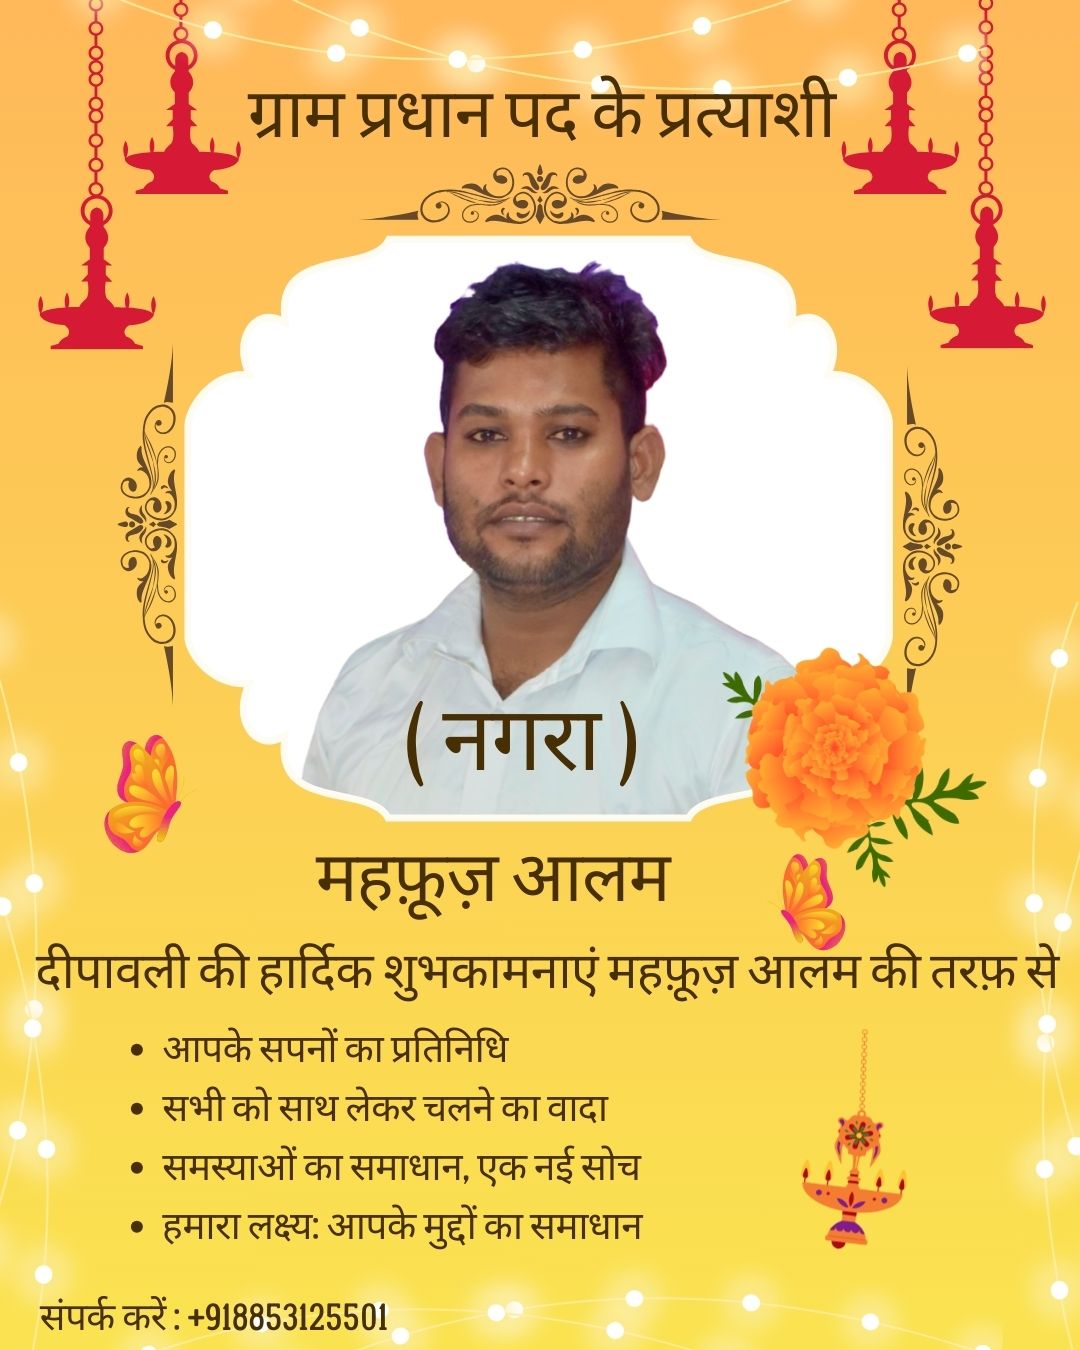 ग्राम प्रधान पद के प्रत्याशी
( नगरा )
महफ़ूज़ आलम
दीपावली की हार्दिक शुभकामनाएं महफ़ूज़ आलम की तरफ़ से
• आपके सपनों का प्रतिनिधि
• सभी को साथ लेकर चलने का वादा
• समस्याओं का समाधान, एक नई सोच
• हमारा लक्ष्य: आपके मुद्दों का समाधान
संपर्क करें : +918853125501